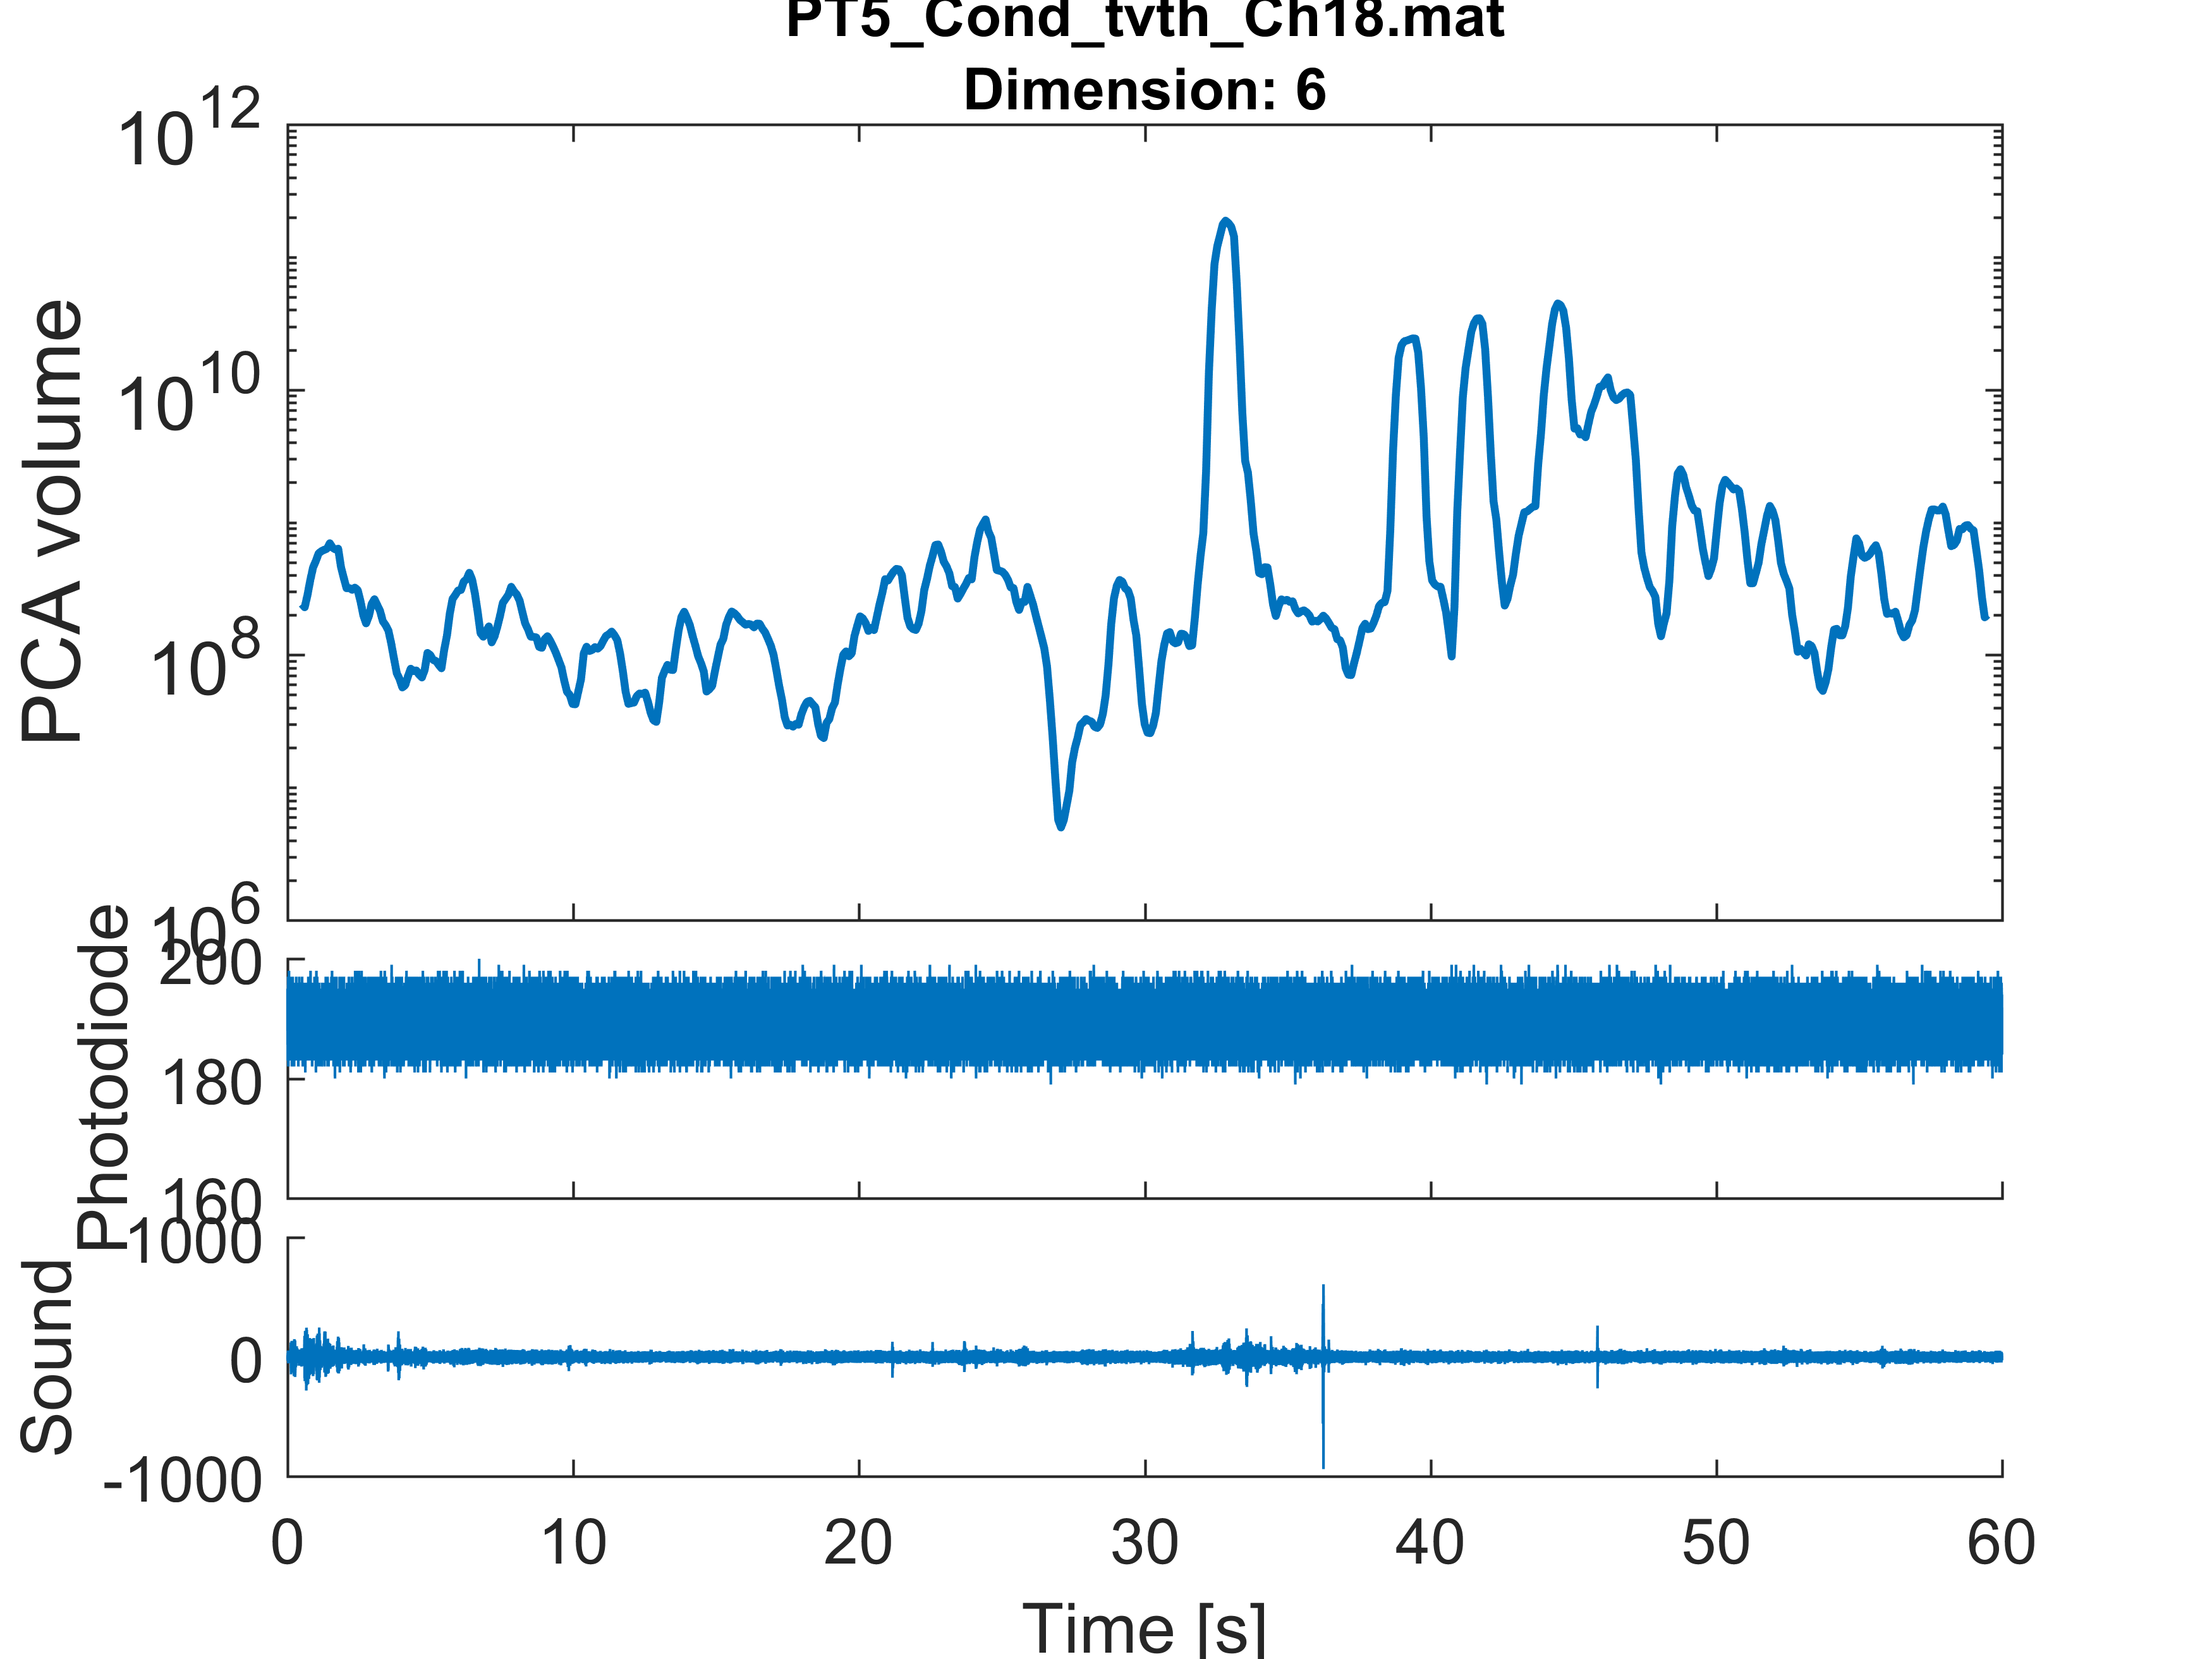 PT5_Cond_tvth_Ch18.mat
Dimension: 6
PCA volume
10^12
10^10
10^8
10^6
Photodiode
200
180
160
Sound
1000
0
-1000
0 10 20 30 40 50 60
Time [s]